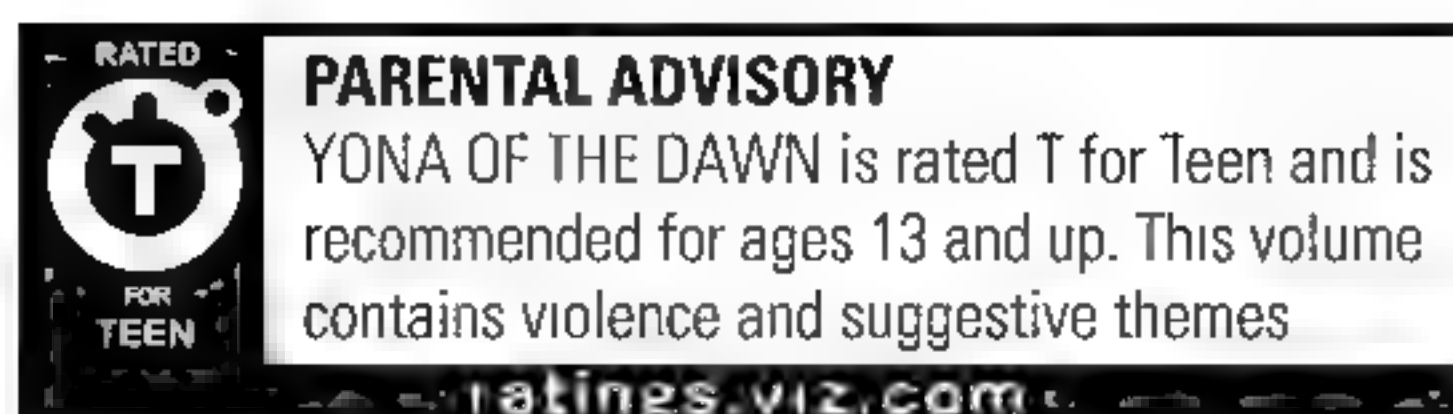 RATED
T
FOR
TEEN
PARENTAL ADVISORY
YONA OF THE DAWN is rated T for Teen and is
recommended for ages 13 and up. This volume
contains violence and suggestive themes
ratings.viz.com